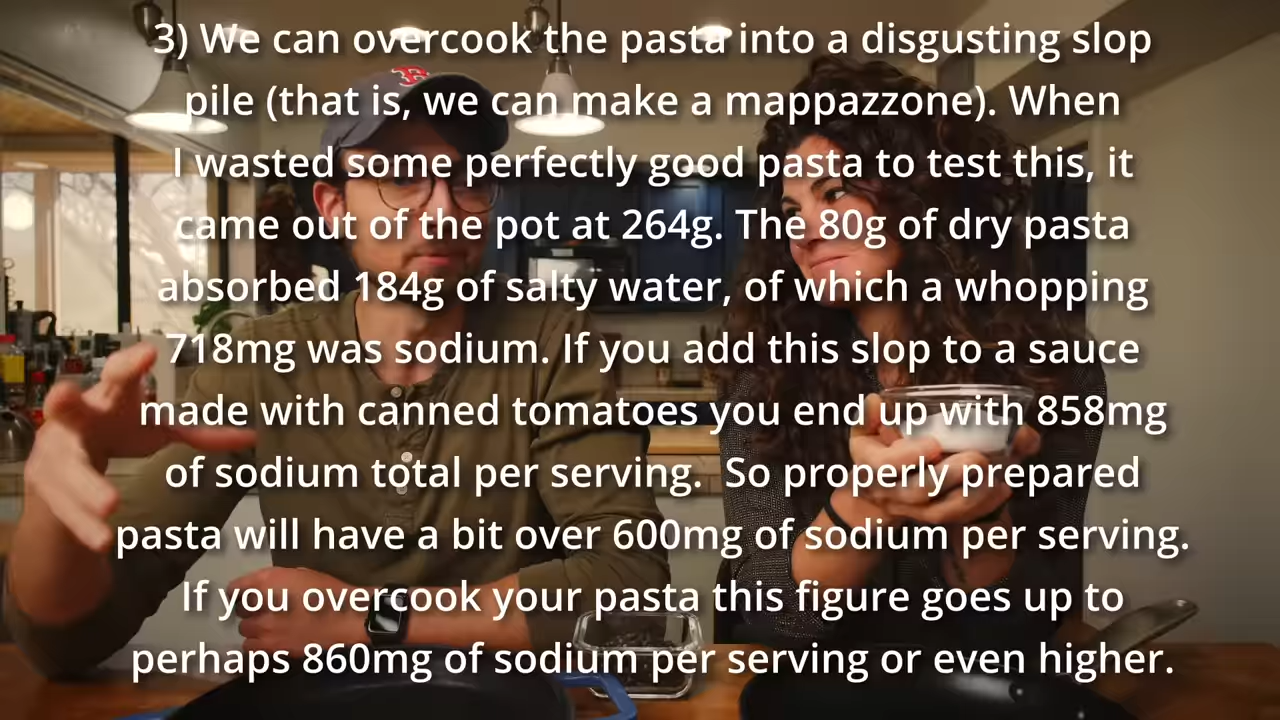 3) We can overcook the pasta into a disgusting slop
pile (that is, we can make a mappazzone). When
I wasted some perfectly good pasta to test this, it
came out of the pot at 264g. The 80g of dry pasta
absorbed 184g of salty water, of which a whopping
718mg was sodium. If you add this slop to a sauce
made with canned tomatoes you end up with 858mg
of sodium total per serving.  So properly prepared
pasta will have a bit over 600mg of sodium per serving.
If you overcook your pasta this figure goes up to
perhaps 860mg of sodium per serving or even higher.